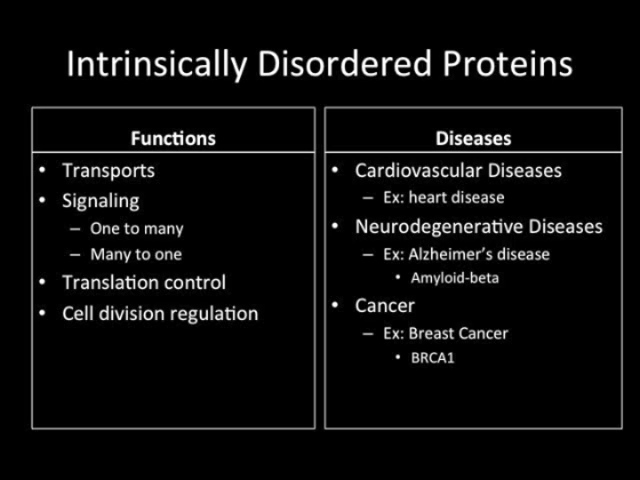 Intrinsically Disordered Proteins
Functions
• Transports
• Signaling
– One to many
– Many to one
• Translation control
• Cell division regulation
Diseases
• Cardiovascular Diseases
– Ex: heart disease
• Neurodegenerative Diseases
– Ex: Alzheimer's disease
• Amyloid-beta
• Cancer
– Ex: Breast Cancer
• BRCA1